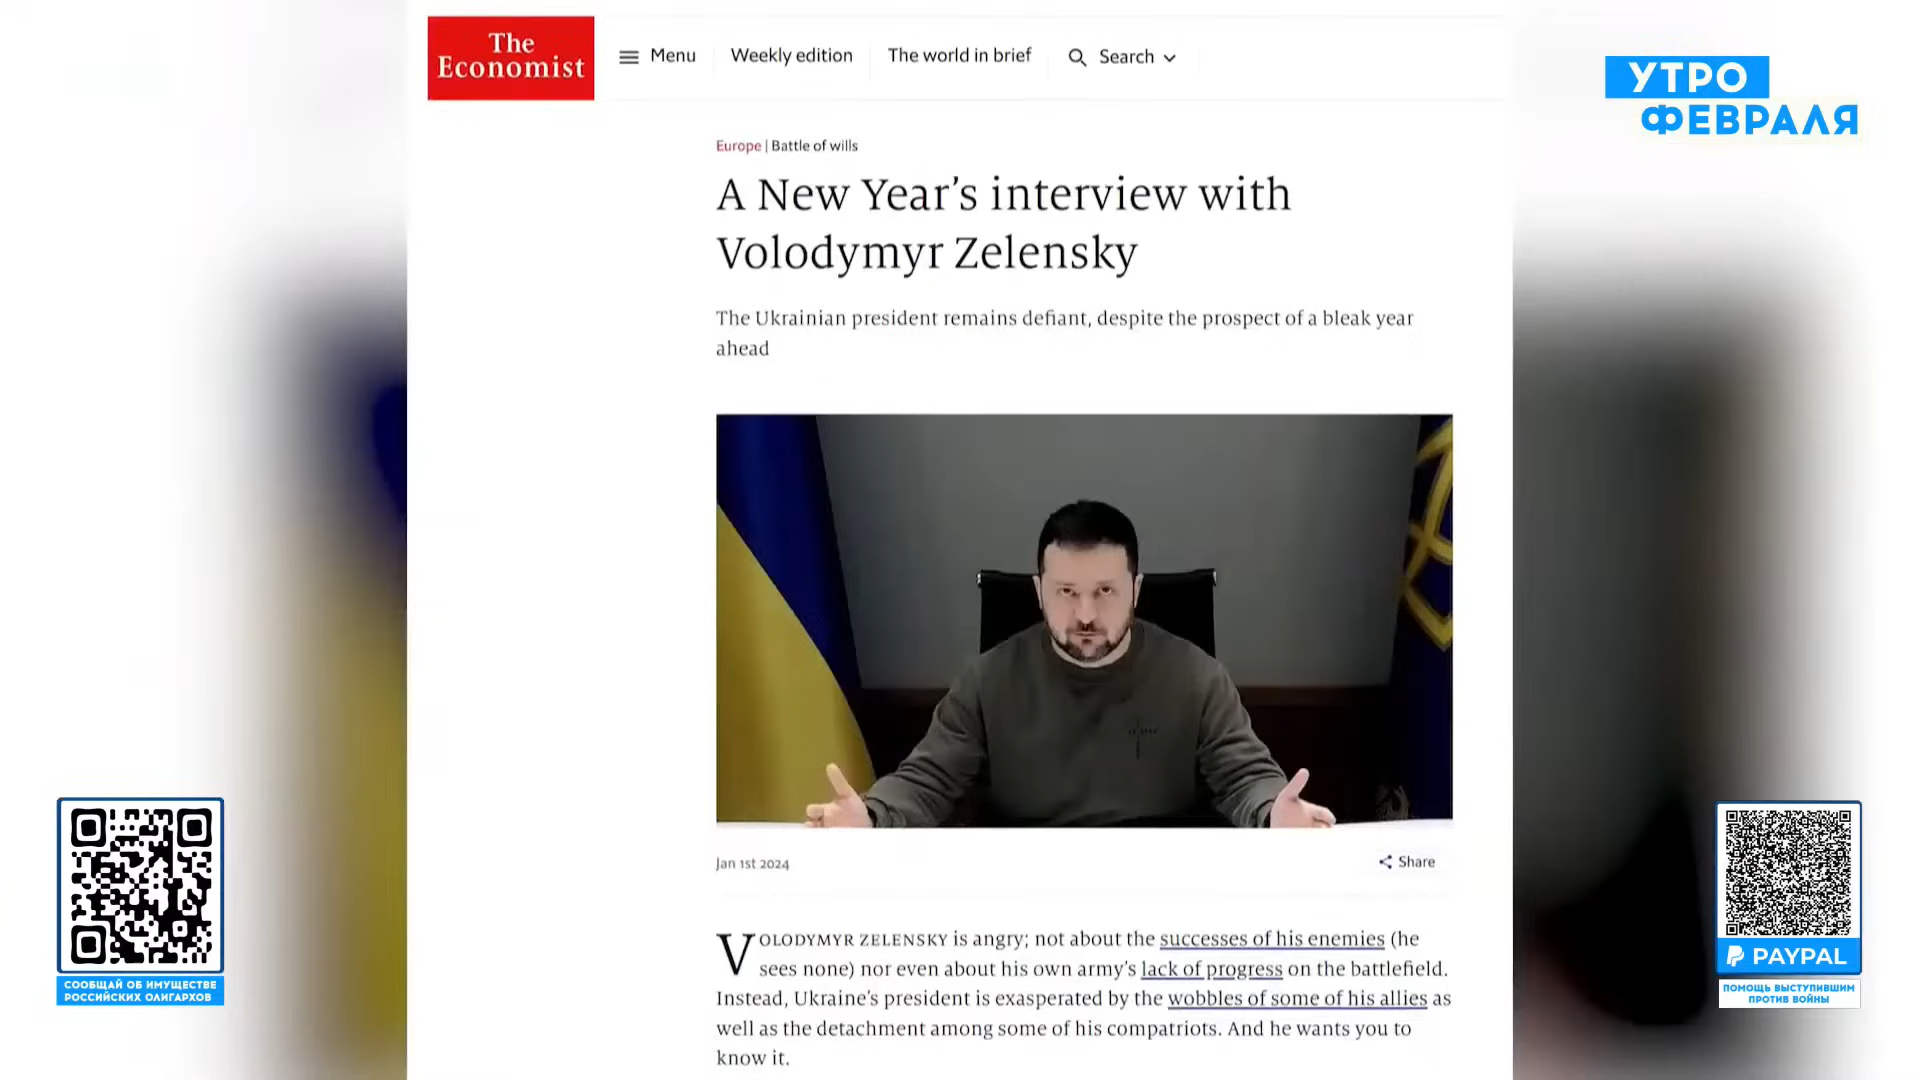 The
Economist
Menu
Weekly edition
The world in brief
Search
УТРО
ФЕВРАЛЯ
Europe | Battle of wills
A New Year’s interview with
Volodymyr Zelensky
The Ukrainian president remains defiant, despite the prospect of a bleak year
ahead
Jan 1st 2024
Share
VOLODYMYR ZELENSKY is angry; not about the successes of his enemies (he
sees none) nor even about his own army’s lack of progress on the battlefield.
Instead, Ukraine’s president is exasperated by the wobbles of some of his allies as
well as the detachment among some of his compatriots. And he wants you to
know it.
СООБЩАЙ ОБ ИМУЩЕСТВЕ
РОССИЙСКИХ ОЛИГАРХОВ
PAYPAL
ПОМОЩЬ ВЫСТУПИВШИМ
ПРОТИВ ВОЙНЫ